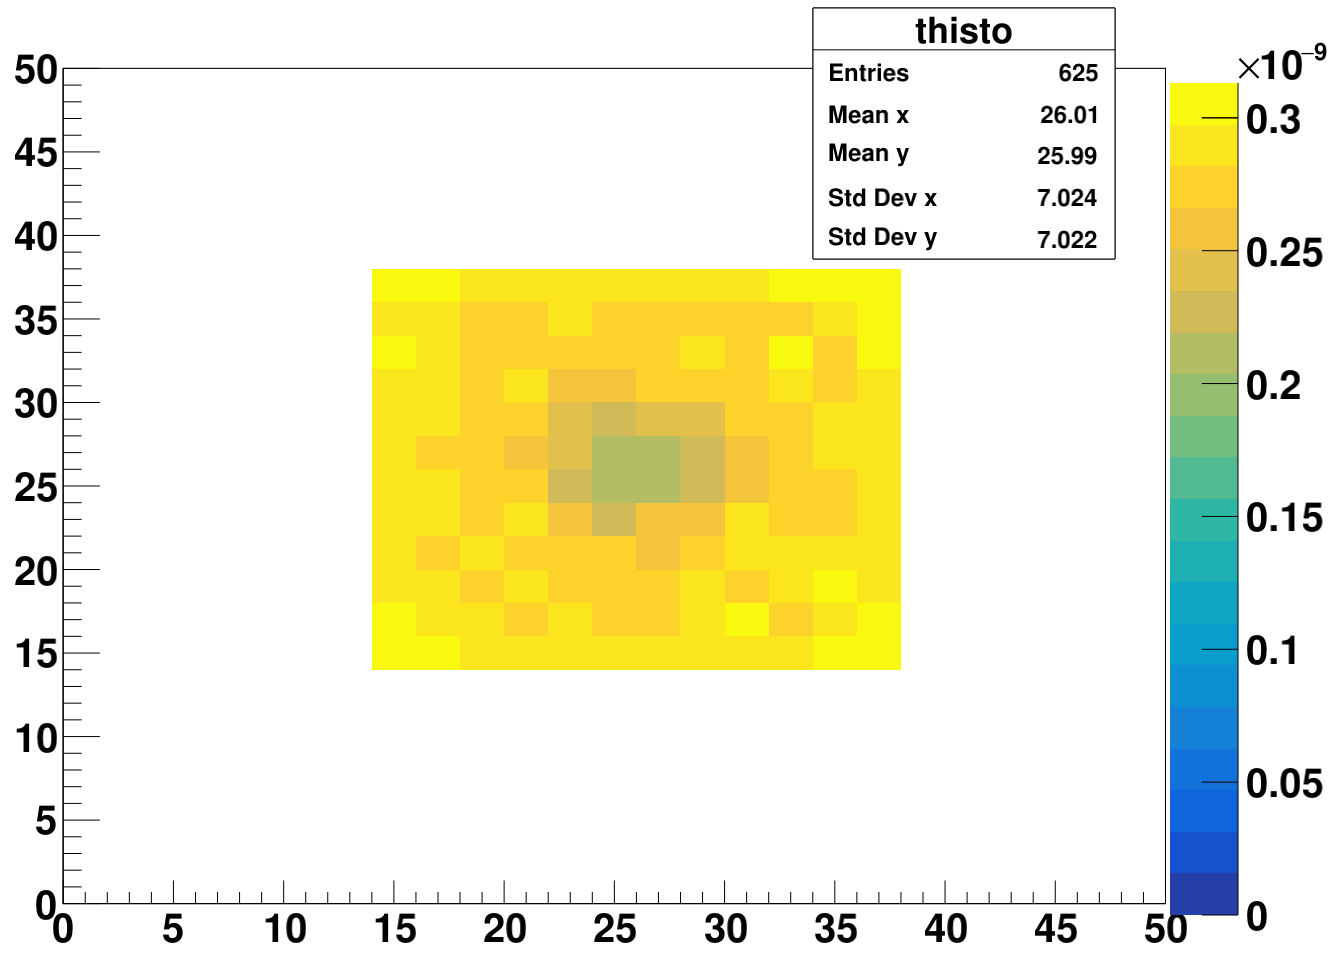 thisto
Entries 625
Mean x 26.01
Mean y 25.99
Std Dev x 7.024
Std Dev y 7.022
×10⁻⁹
50
45
40
35
30
25
20
15
10
5
0
0 5 10 15 20 25 30 35 40 45 50
0.3
0.25
0.2
0.15
0.1
0.05
0